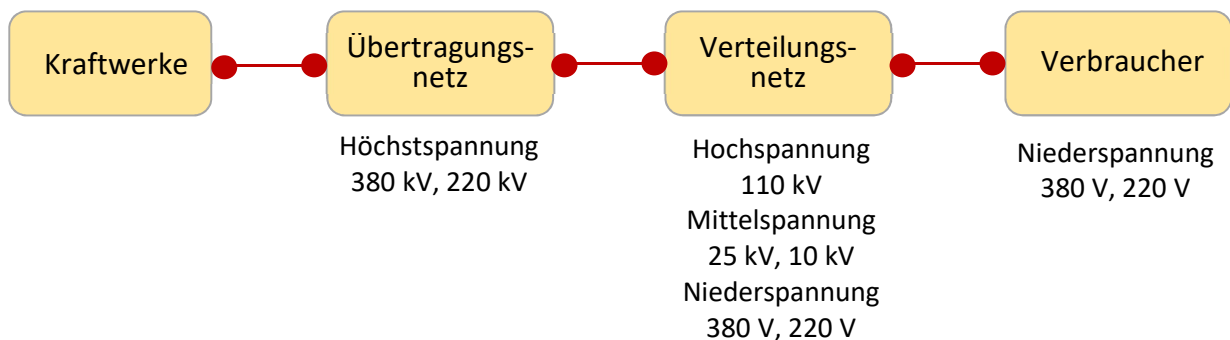 Kraftwerke
Übertragungs-
netz
Verteilungs-
netz
Verbraucher
Höchstspannung
380 kV, 220 kV
Hochspannung
110 kV
Mittelspannung
25 kV, 10 kV
Niederspannung
380 V, 220 V
Niederspannung
380 V, 220 V